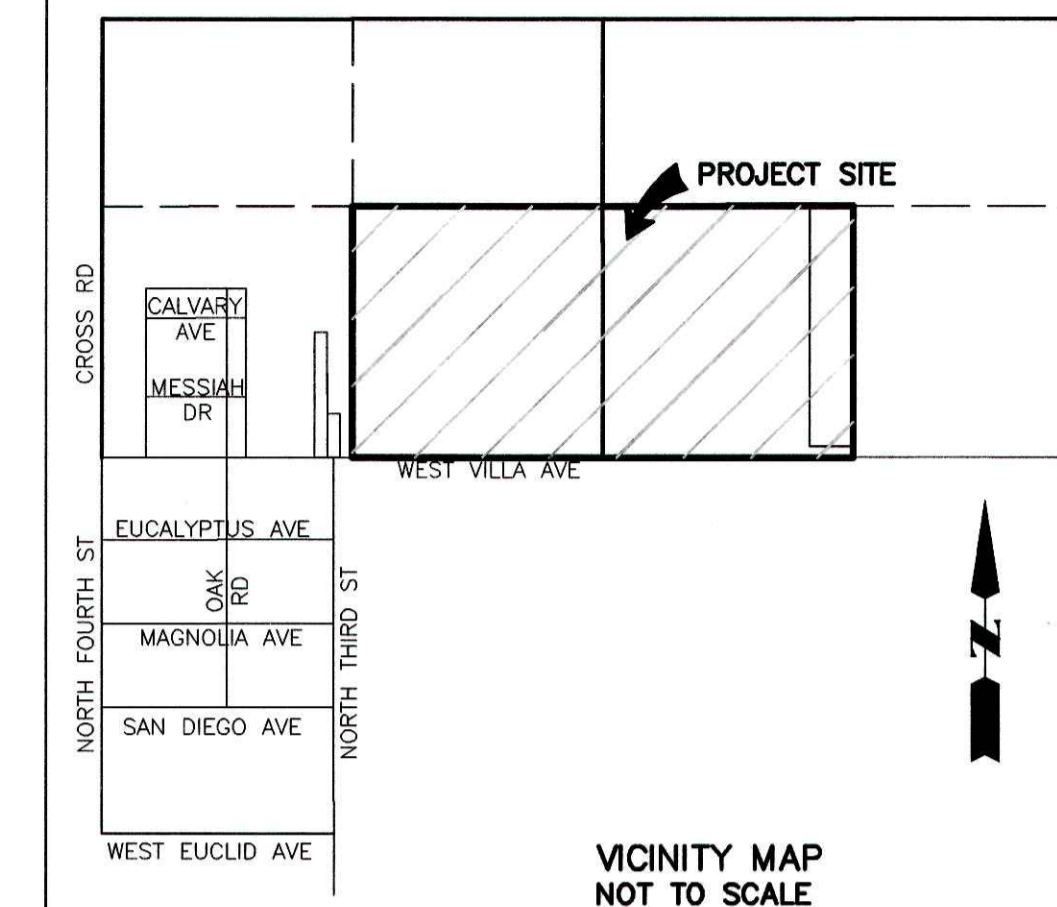 PROJECT SITE
CROSS RD
CALVARY
AVE
MESSIAH
DR
WEST VILLA AVE
EUCALYPTUS AVE
OAK
RD
MAGNOLIA AVE
NORTH FOURTH ST
NORTH THIRD ST
SAN DIEGO AVE
WEST EUCLID AVE
N
VICINITY MAP
NOT TO SCALE